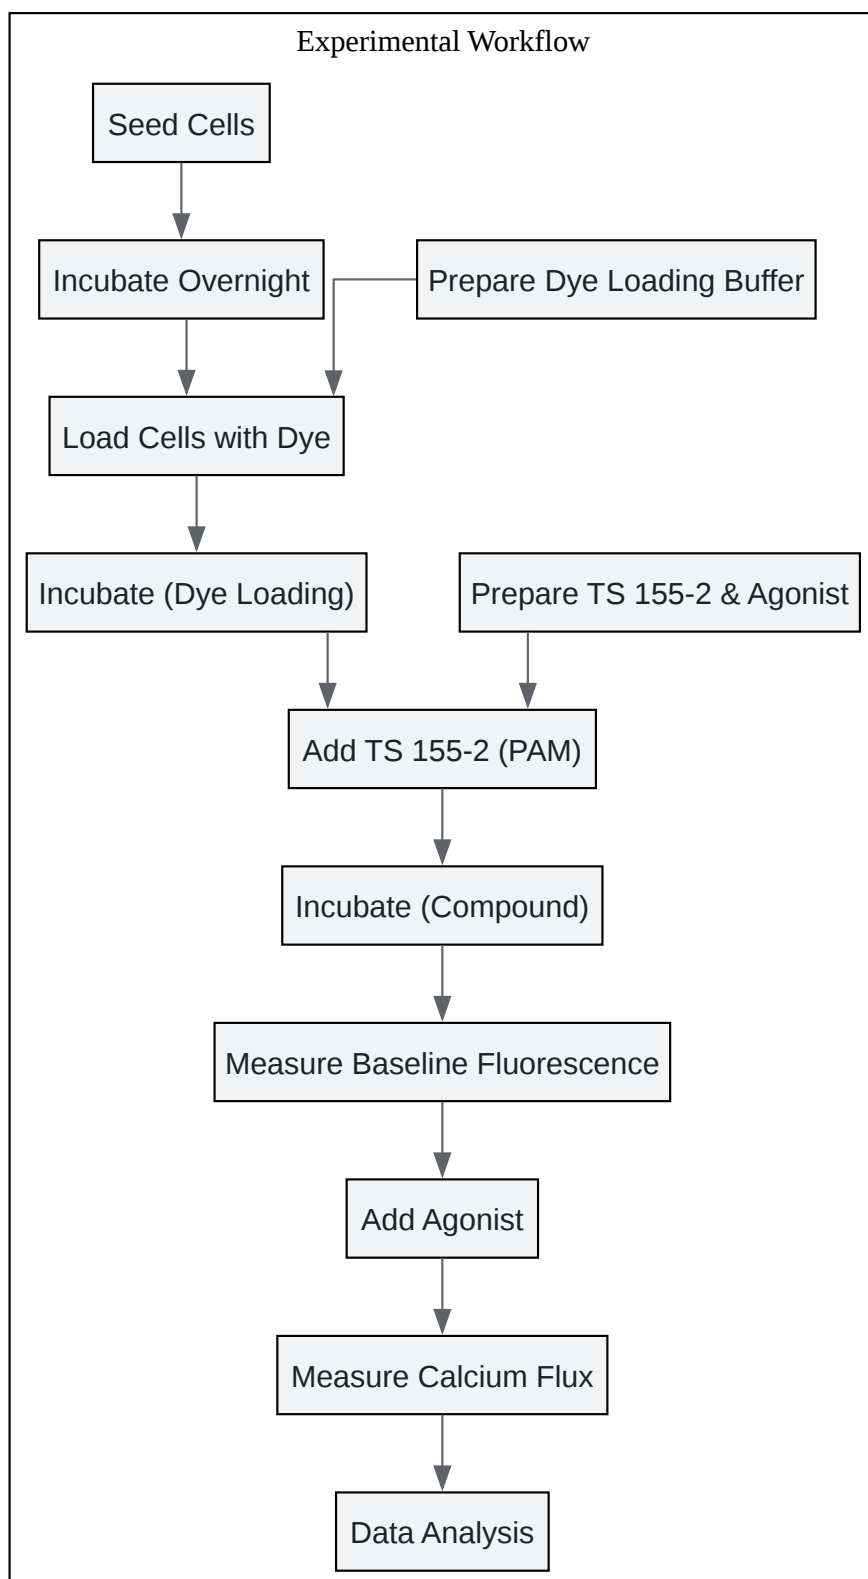 Experimental Workflow
Seed Cells
Incubate Overnight
Prepare Dye Loading Buffer
Load Cells with Dye
Incubate (Dye Loading)
Prepare TS 155-2 & Agonist
Add TS 155-2 (PAM)
Incubate (Compound)
Measure Baseline Fluorescence
Add Agonist
Measure Calcium Flux
Data Analysis